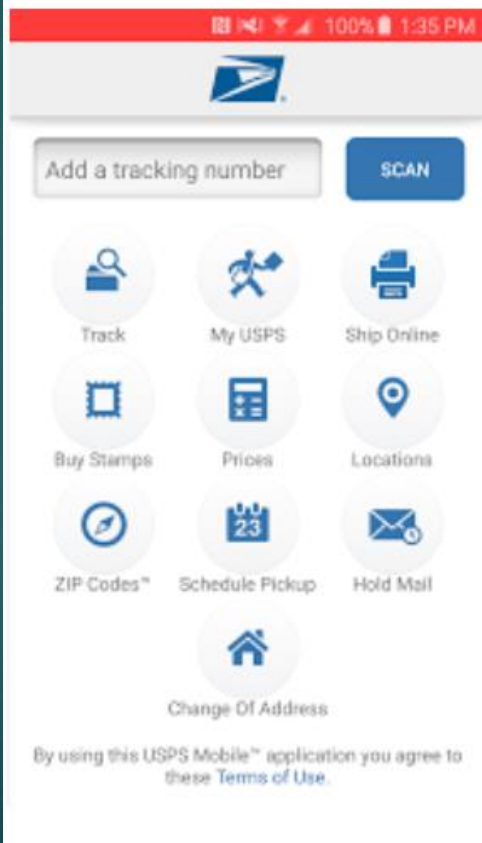 100% 1:35 PM
Add a tracking number
SCAN
Track
My USPS
Ship Online
Buy Stamps
Prices
Locations
23
ZIP Codes™
Schedule Pickup
Hold Mail
Change Of Address
By using this USPS Mobile™ application you agree to
these Terms of Use.